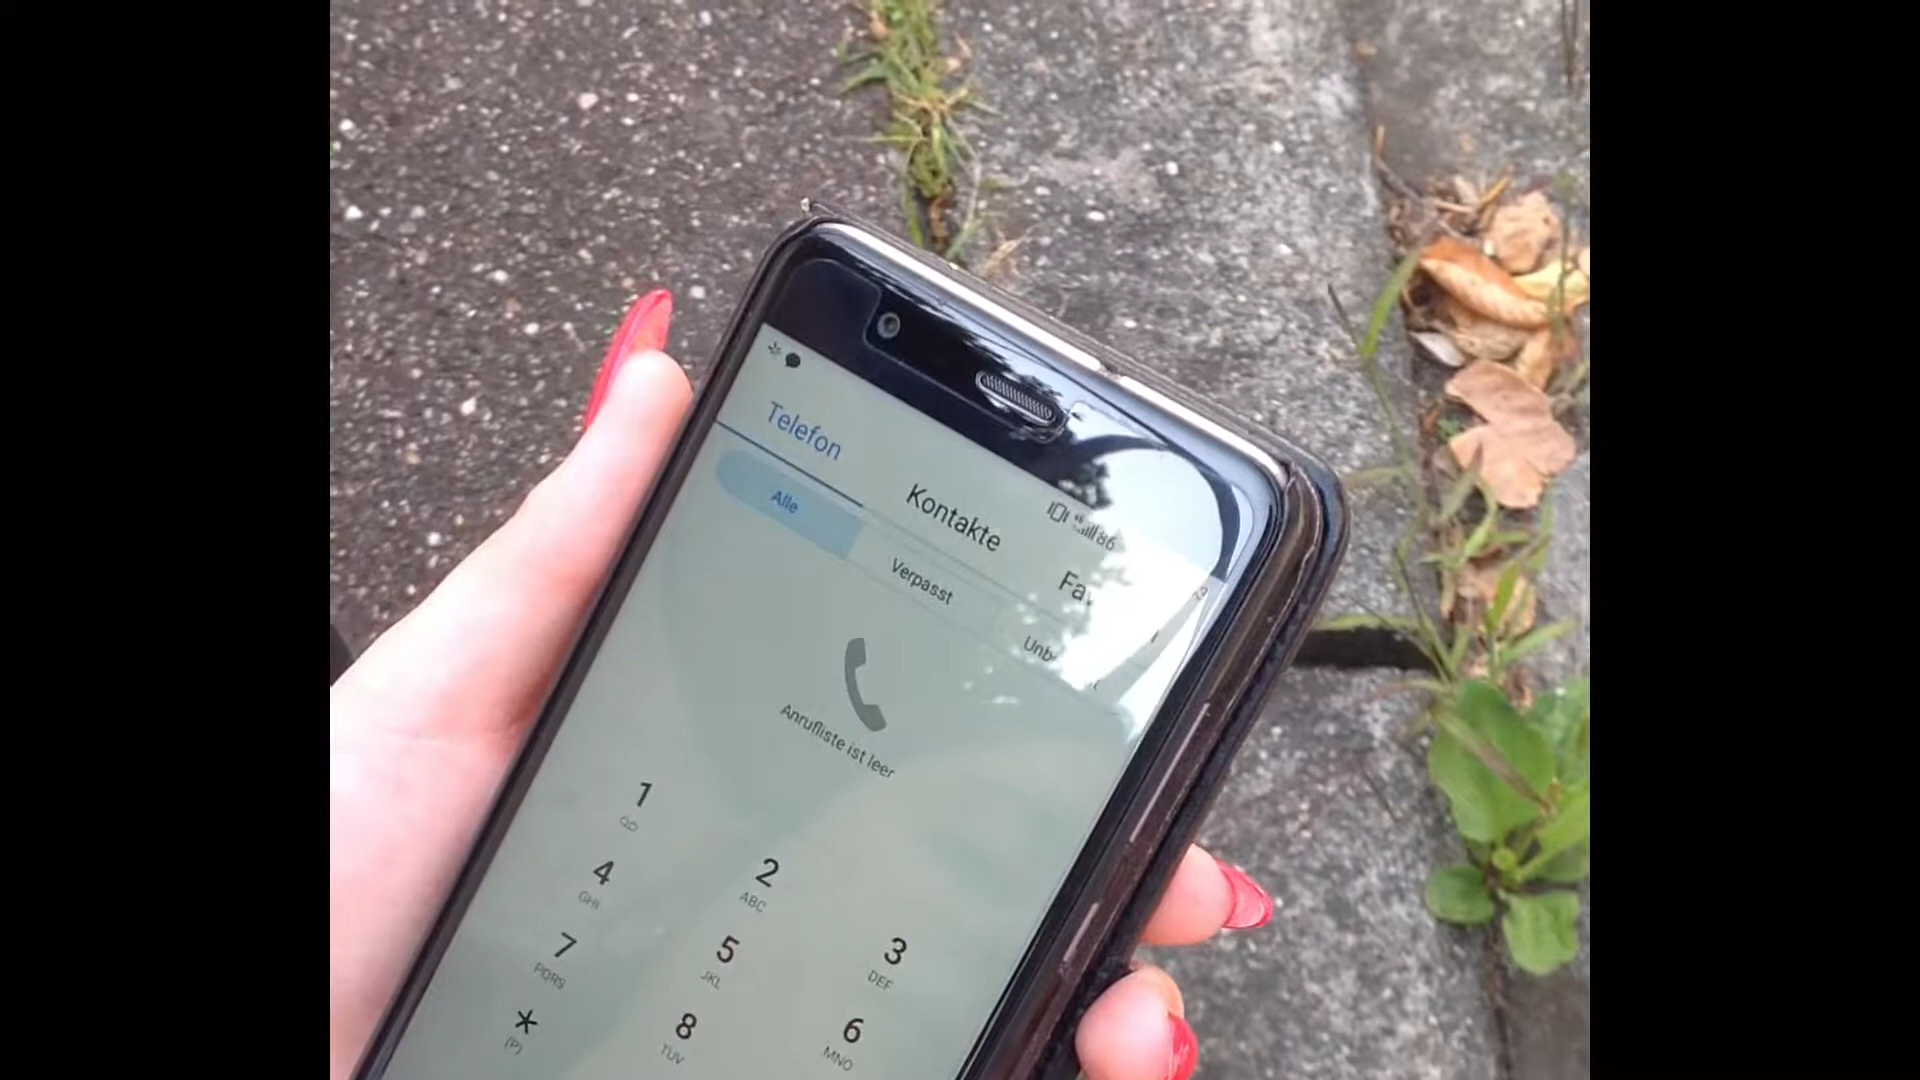 86
Telefon
Kontakte
Alle
Verpasst
Anrufliste ist leer
1
2
ABC
3
DEF
4
GHI
5
JKL
6
MNO
7
PQRS
8
TUV
*
(P)